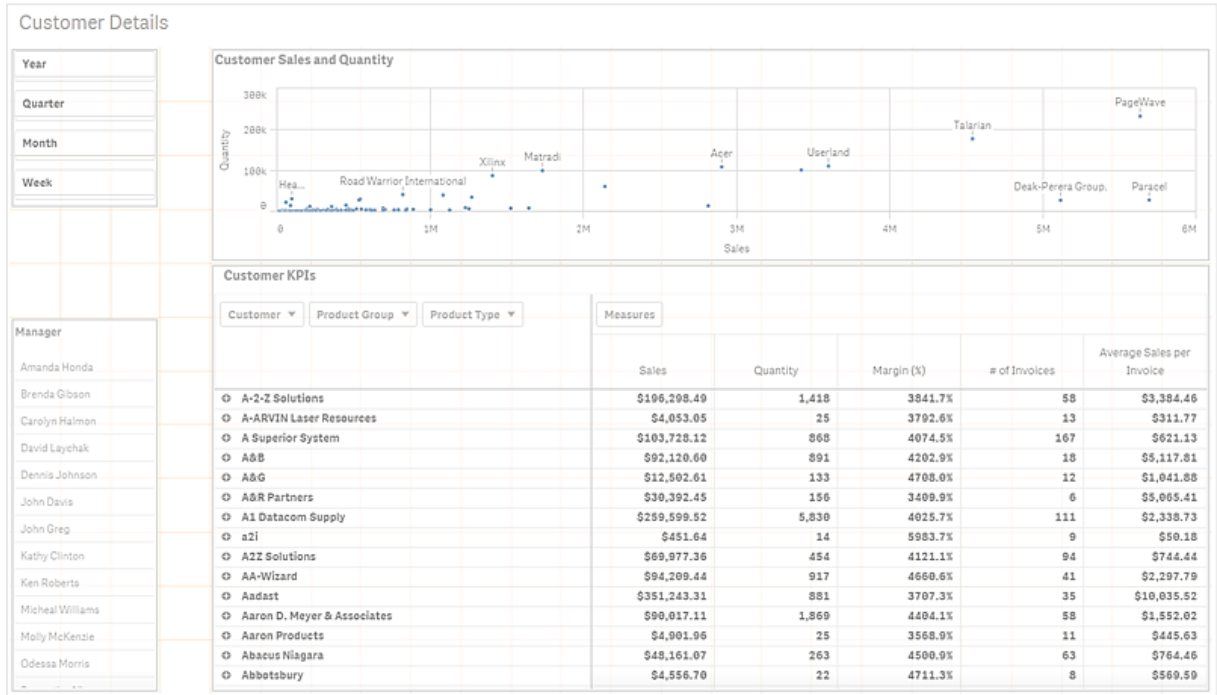 Customer Details
Year
Quarter
Month
Week
Customer Sales and Quantity
300k
200k
100k
0
Quantity
PageWave
Talarian
Acer
Userland
Xilinx
Matradi
Hea...
Road Warrior International
Deak-Perera Group.
Paracel
0 1M 2M 3M 4M 5M 6M
Sales
Manager
Amanda Honda
Brenda Gibson
Carolyn Halmon
David Laychak
Dennis Johnson
John Davis
John Greg
Kathy Clinton
Ken Roberts
Micheal Williams
Molly McKenzie
Odessa Morris
Customer KPIs
Customer Product Group Product Type Measures
Sales Quantity Margin (%) # of Invoices Average Sales per
Invoice
A-2-Z Solutions $196,298.49 1,418 3841.7% 58 $3,384.46
A-ARVIN Laser Resources $4,053.05 25 3792.6% 13 $311.77
A Superior System $103,728.12 868 4074.5% 167 $621.13
A&B $92,120.60 891 4202.9% 18 $5,117.81
A&G $12,502.61 133 4708.0% 12 $1,041.88
A&R Partners $30,392.45 156 3409.9% 6 $5,065.41
A1 Datacom Supply $259,599.52 5,830 4025.7% 111 $2,338.73
a2i $451.64 14 5983.7% 9 $50.18
A2Z Solutions $69,977.36 454 4121.1% 94 $744.44
AA-Wizard $94,209.44 917 4660.6% 41 $2,297.79
Aadast $351,243.31 881 3707.3% 35 $10,035.52
Aaron D. Meyer & Associates $90,017.11 1,869 4404.1% 58 $1,552.02
Aaron Products $4,901.96 25 3568.9% 11 $445.63
Abacus Niagara $48,161.07 263 4500.9% 63 $764.46
Abbotsbury $4,556.70 22 4711.3% 8 $569.59